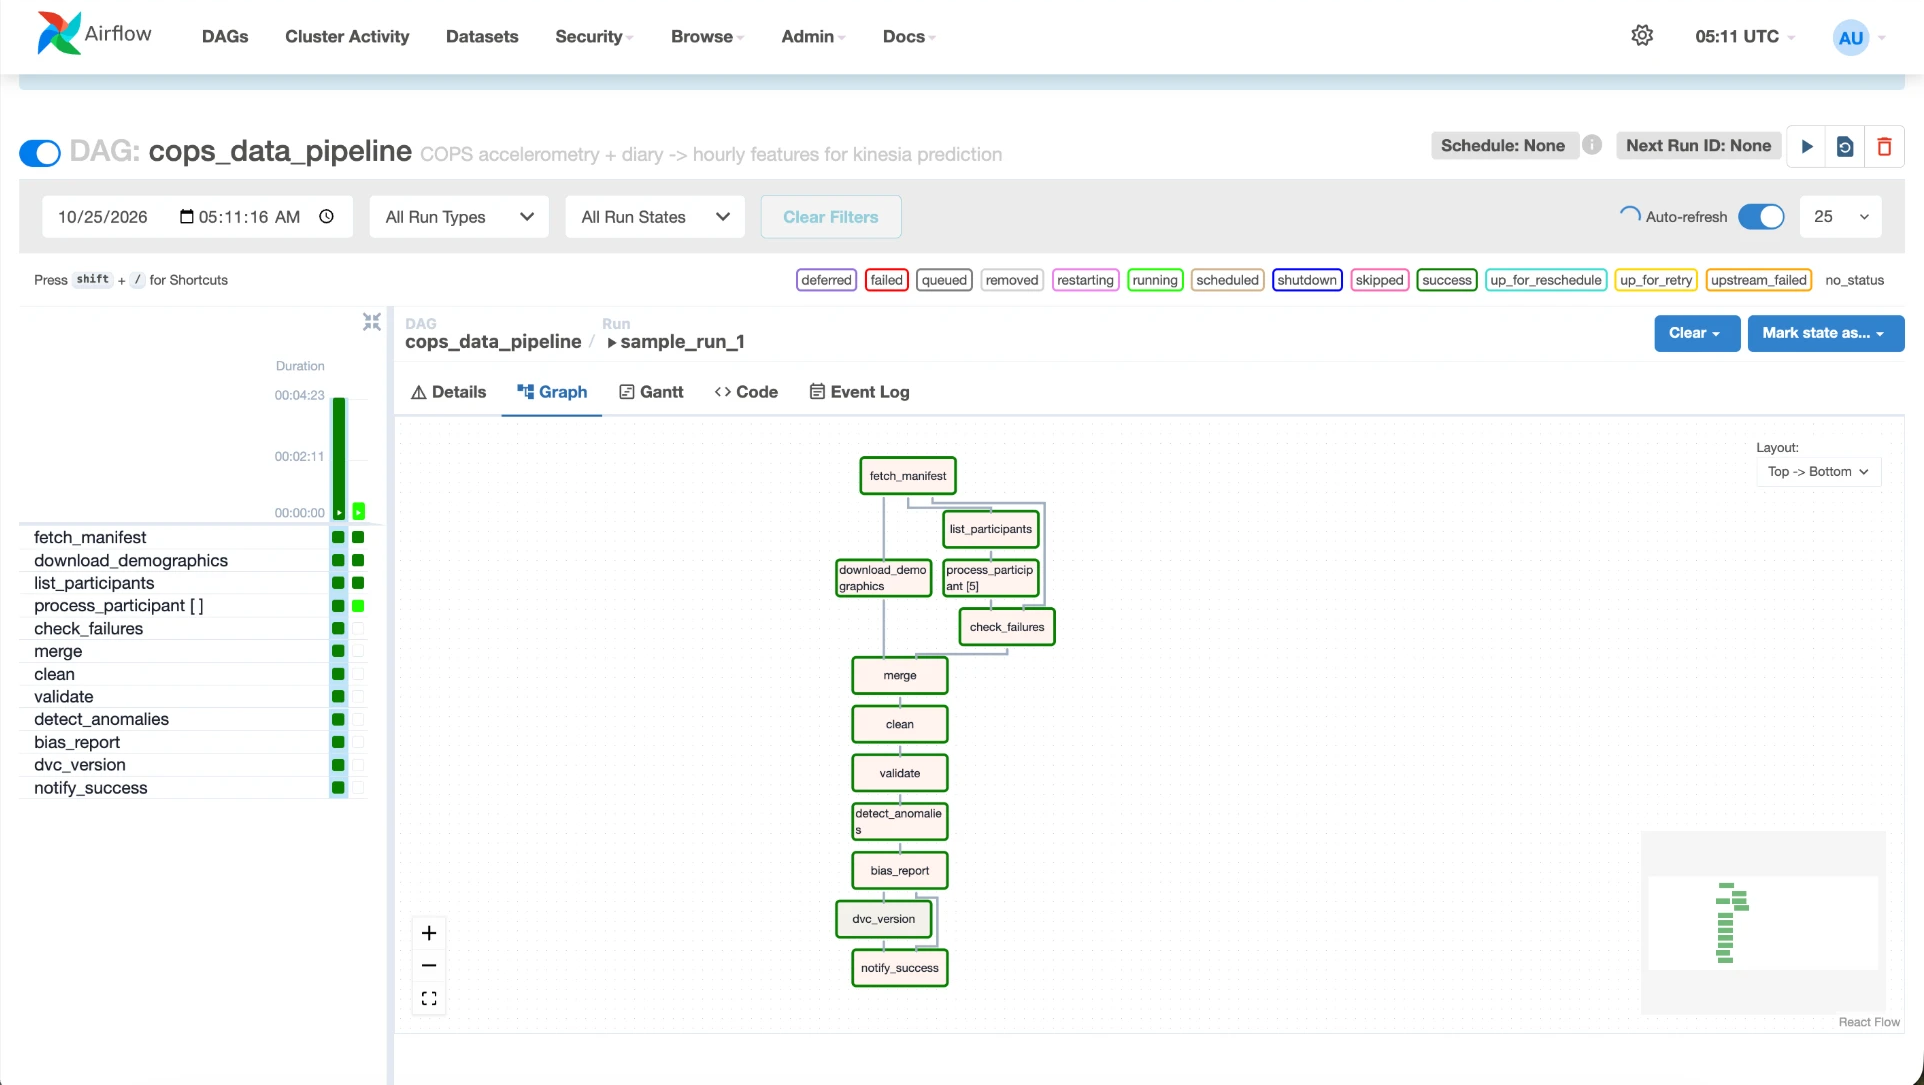 Airflow DAGs Cluster Activity Datasets Security Browse Admin Docs 05:11 UTC AU
DAG: cops_data_pipeline COPS accelerometry + diary -> hourly features for kinesia prediction Schedule: None Next Run ID: None
10/25/2026 05:11:16 AM All Run Types All Run States Clear Filters Auto-refresh 25
Press shift + / for Shortcuts deferred failed queued removed restarting running scheduled shutdown skipped success up_for_reschedule up_for_retry upstream_failed no_status
DAG Run
cops_data_pipeline / sample_run_1 Clear Mark state as...
Details Graph Gantt Code Event Log
Duration
00:04:23
00:02:11
00:00:00
fetch_manifest
download_demographics
list_participants
process_participant [ ]
check_failures
merge
clean
validate
detect_anomalies
bias_report
dvc_version
notify_success
Layout:
Top -> Bottom
fetch_manifest
list_participants
download_demo
graphics
process_particip
ant [5]
check_failures
merge
clean
validate
detect_anomalie
s
bias_report
dvc_version
notify_success
React Flow